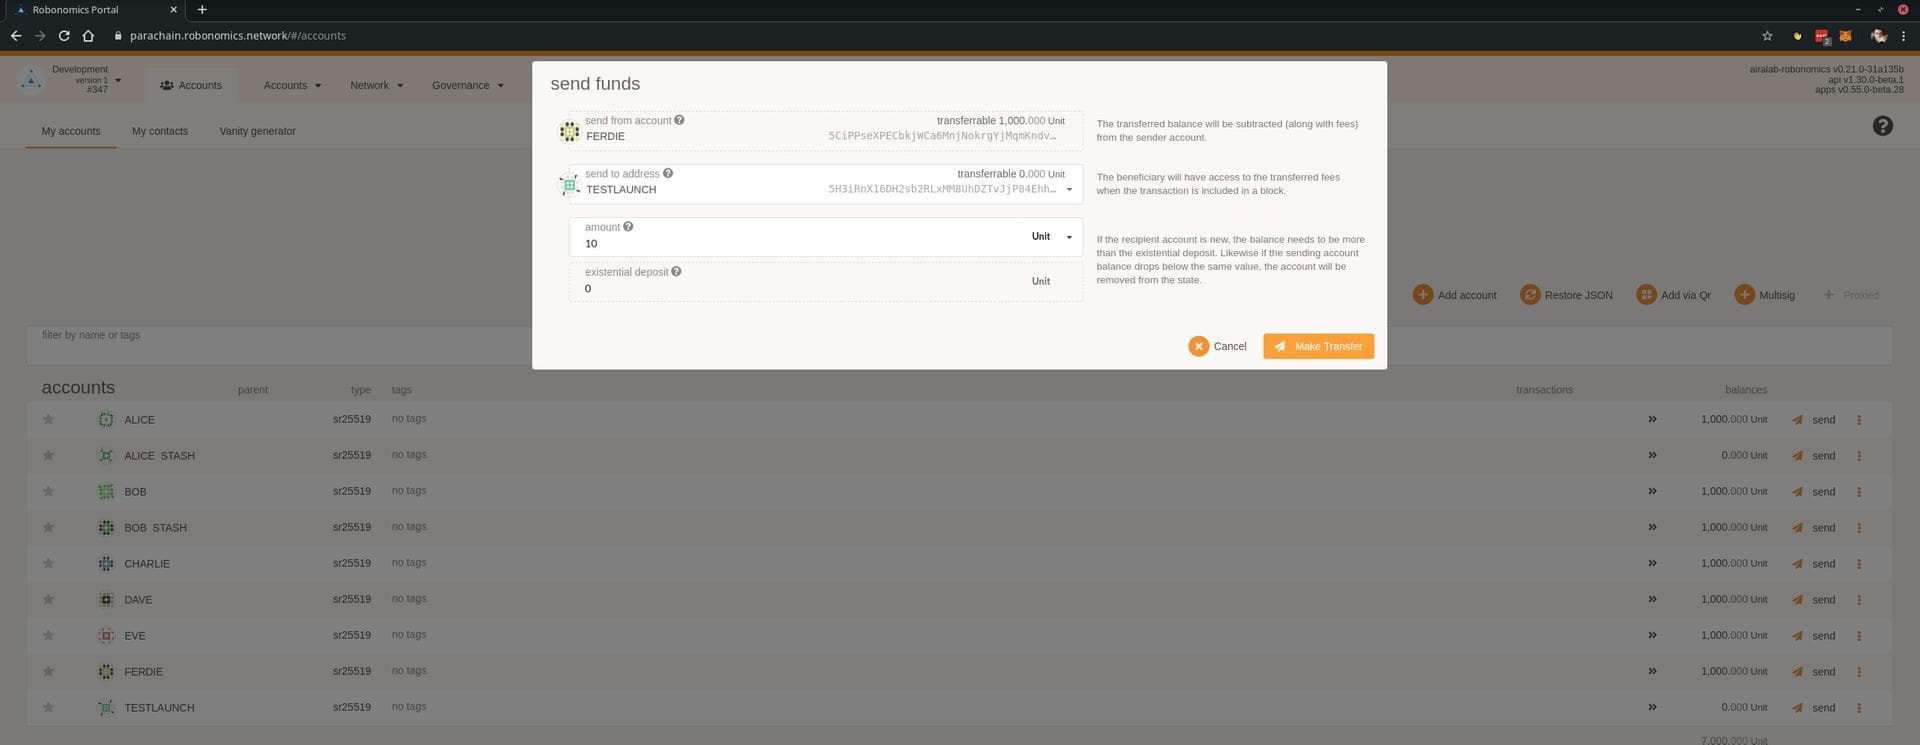 Robonomics Portal
parachain.robonomics.network/#/accounts
2
Development
version 1
#347
Accounts
Accounts
Network
Governance
airalab-robonomics v0.21.0-31a135b
api v1.30.0-beta.1
apps v0.55.0-beta.28
My accounts
My contacts
Vanity generator
send funds
send from account
transferrable 1,000.000 Unit
FERDIE
5CiPPseXPECbkjWCa6MnjNokrgYjMqmKndv…
The transferred balance will be subtracted (along with fees)
from the sender account.
send to address
transferrable 0.000 Unit
TESTLAUNCH
5H3iRnX16DH2sb2RLxMM8UhDZTvJjP84Ehh…
The beneficiary will have access to the transferred fees
when the transaction is included in a block.
amount
10
Unit
existential deposit
0
Unit
If the recipient account is new, the balance needs to be more
than the existential deposit. Likewise if the sending account
balance drops below the same value, the account will be
removed from the state.
Cancel
Make Transfer
Add account
Restore JSON
Add via Qr
Multisig
Proxied
filter by name or tags
accounts parent type tags transactions balances
ALICE sr25519 no tags 1,000.000 Unit send
ALICE STASH sr25519 no tags 0.000 Unit send
BOB sr25519 no tags 1,000.000 Unit send
BOB STASH sr25519 no tags 1,000.000 Unit send
CHARLIE sr25519 no tags 1,000.000 Unit send
DAVE sr25519 no tags 1,000.000 Unit send
EVE sr25519 no tags 1,000.000 Unit send
FERDIE sr25519 no tags 1,000.000 Unit send
TESTLAUNCH sr25519 no tags 0.000 Unit send
7,000.000 Unit